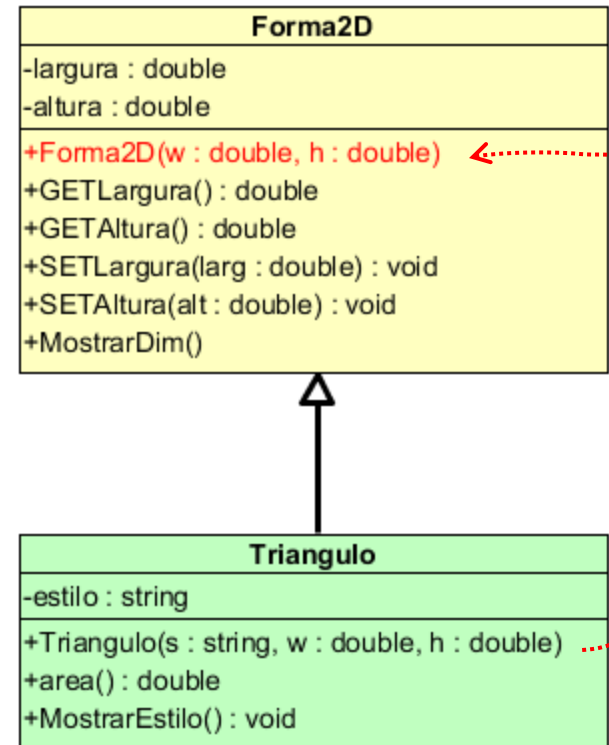 Forma2D
-largura : double
-altura : double
+Forma2D(w : double, h : double)
+GETLargura() : double
+GETAltura() : double
+SETLargura(larg : double) : void
+SETAltura(alt : double) : void
+MostrarDim()
Triangulo
-estilo : string
+Triangulo(s : string, w : double, h : double)
+area() : double
+MostrarEstilo() : void